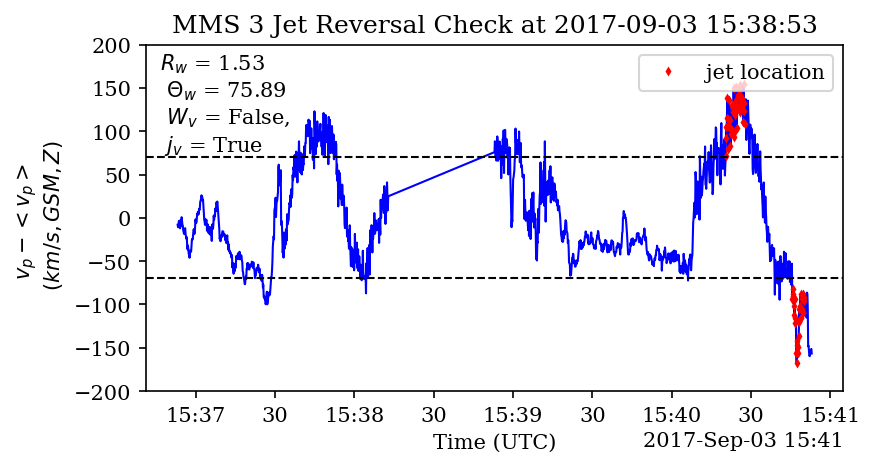 MMS 3 Jet Reversal Check at 2017-09-03 15:38:53
R_w = 1.53
Θ_w = 75.89
W_v = False,
j_v = True
jet location
v_p − < v_p >
(km/s, GSM, Z)
200
150
100
50
0
−50
−100
−150
−200
15:37 30 15:38 30 15:39 30 15:40 30 15:41
Time (UTC)
2017-Sep-03 15:41